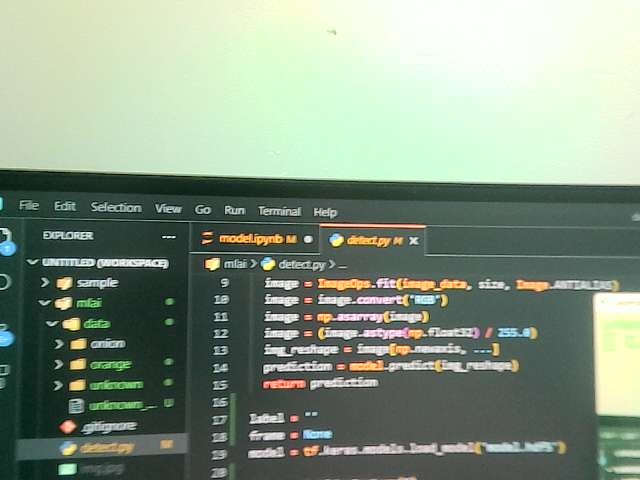 File Edit Selection View Go Run Terminal Help
EXPLORER ...
model.ipynb M
detect.py M X
UNTITLED (WORKSPACE)
mlai > detect.py > ...
sample
mlai
data
onion
orange
unknown
unknown_... U
.gitignore
detect.py M
img.jpg
9 image = ImageOps.fit(image_data, size, Image.ANTIALIAS)
10 image = image.convert('RGB')
11 image = np.asarray(image)
12 image = (image.astype(np.float32) / 255.0)
13 img_reshape = image[np.newaxis, ...]
14 prediction = model.predict(img_reshape)
15 return prediction
16
17 label = ''
18 frame = None
19 model = tf.keras.models.load_model(
20